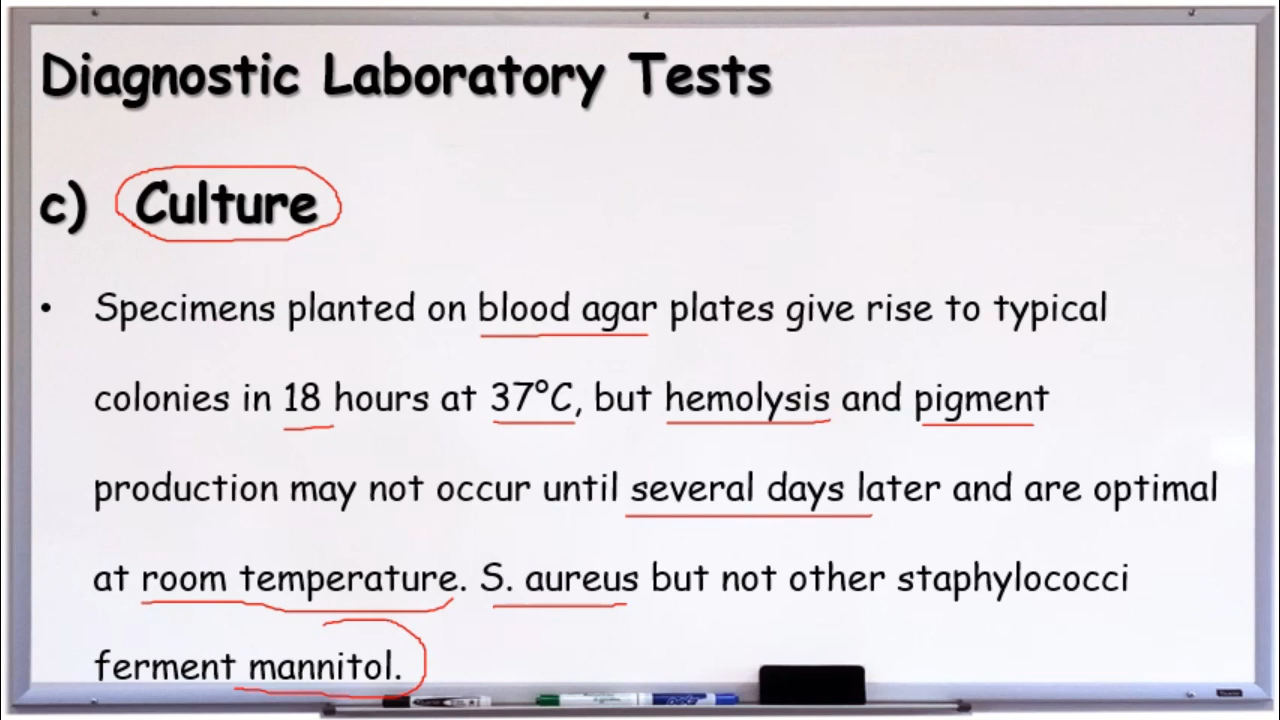 Diagnostic Laboratory Tests
c) Culture
• Specimens planted on blood agar plates give rise to typical
colonies in 18 hours at 37°C, but hemolysis and pigment
production may not occur until several days later and are optimal
at room temperature. S. aureus but not other staphylococci
ferment mannitol.